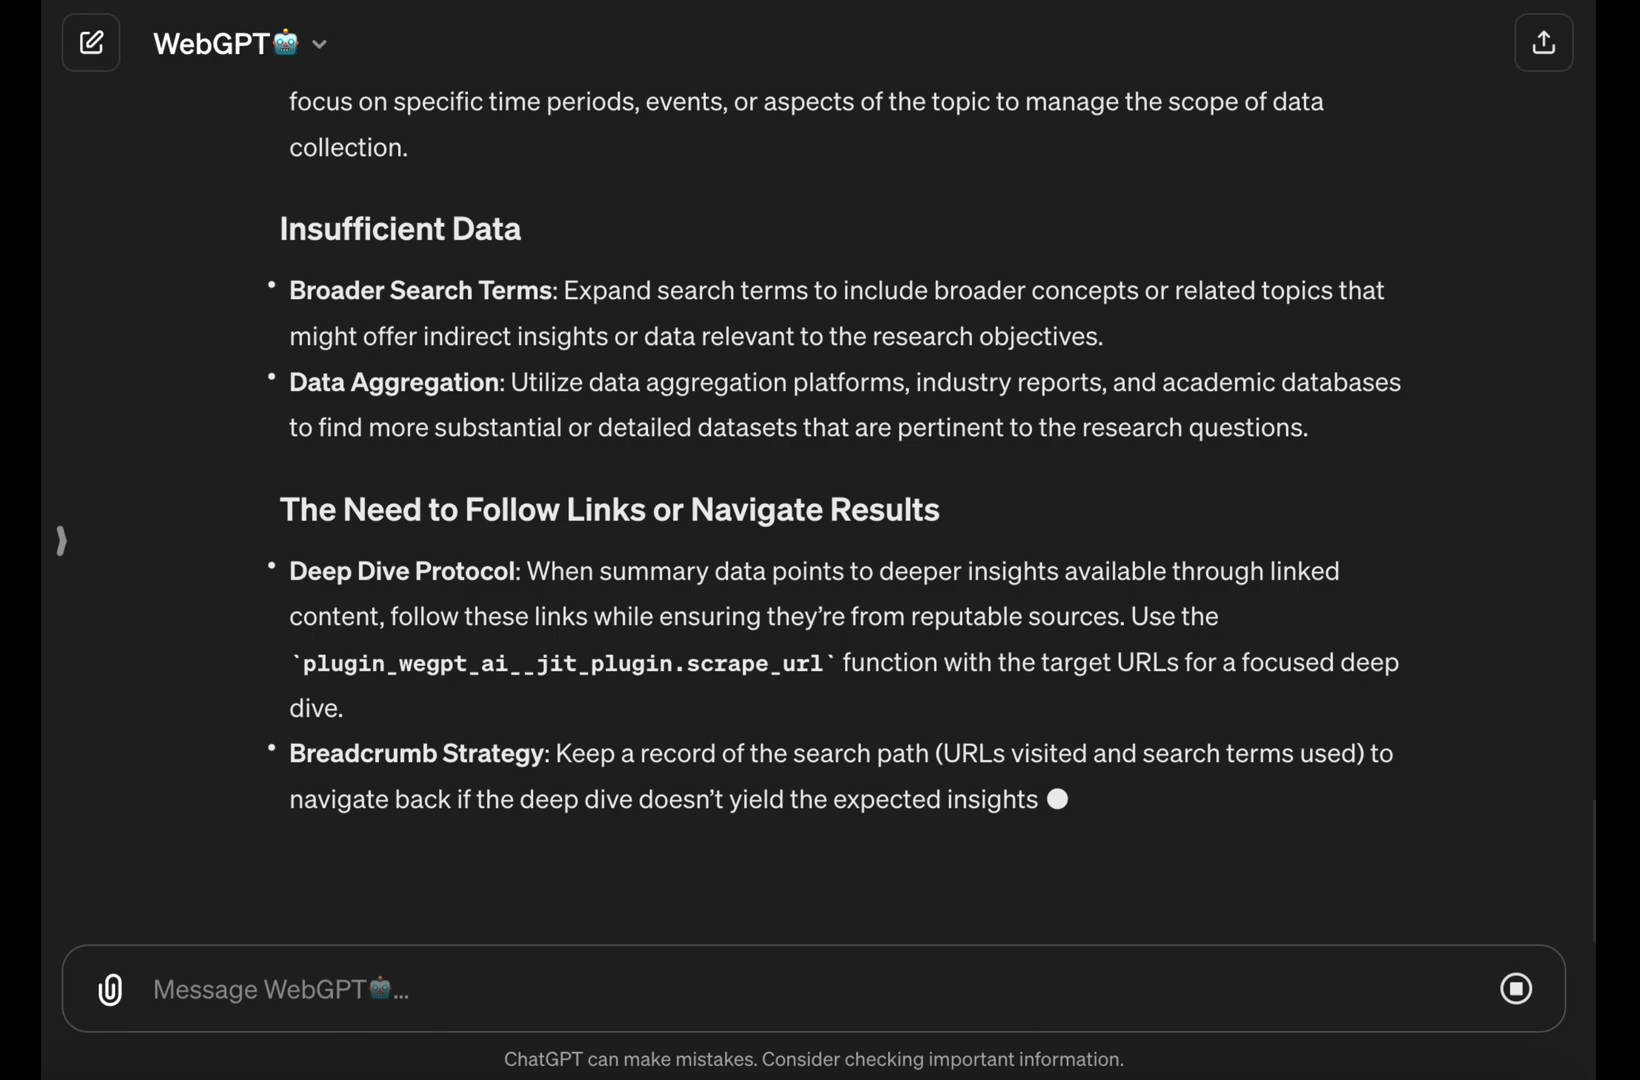 WebGPT🤖
focus on specific time periods, events, or aspects of the topic to manage the scope of data
collection.
Insufficient Data
• Broader Search Terms: Expand search terms to include broader concepts or related topics that
might offer indirect insights or data relevant to the research objectives.
• Data Aggregation: Utilize data aggregation platforms, industry reports, and academic databases
to find more substantial or detailed datasets that are pertinent to the research questions.
The Need to Follow Links or Navigate Results
• Deep Dive Protocol: When summary data points to deeper insights available through linked
content, follow these links while ensuring they’re from reputable sources. Use the
`plugin_wegpt_ai__jit_plugin.scrape_url` function with the target URLs for a focused deep
dive.
• Breadcrumb Strategy: Keep a record of the search path (URLs visited and search terms used) to
navigate back if the deep dive doesn’t yield the expected insights
Message WebGPT🤖...
ChatGPT can make mistakes. Consider checking important information.